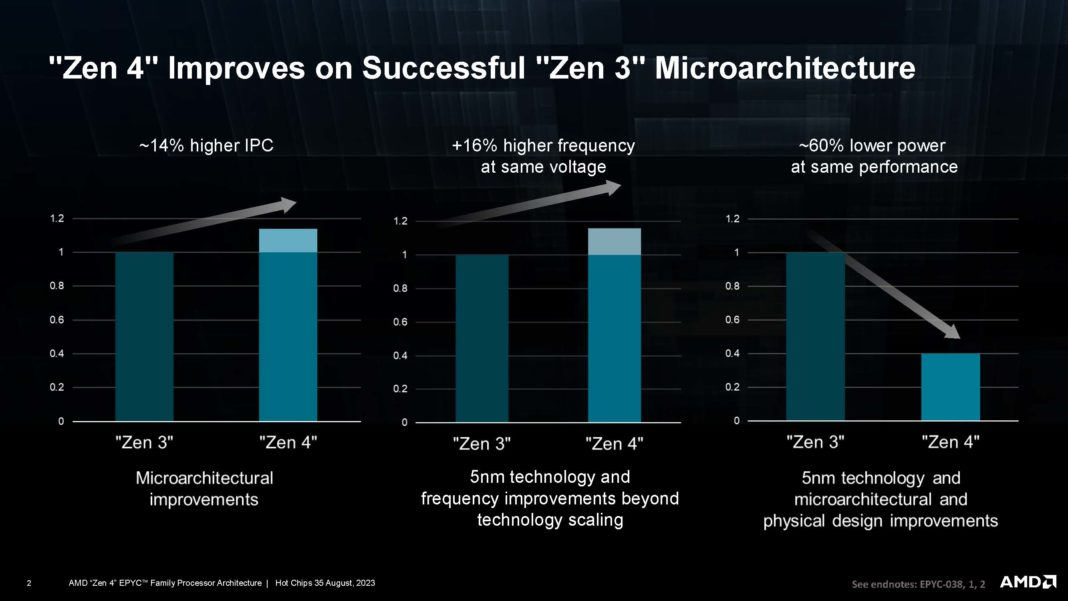 "Zen 4" Improves on Successful "Zen 3" Microarchitecture
~14% higher IPC
1.2
1
0.8
0.6
0.4
0.2
0
"Zen 3" "Zen 4"
Microarchitectural
improvements
+16% higher frequency
at same voltage
1.2
1
0.8
0.6
0.4
0.2
0
"Zen 3" "Zen 4"
5nm technology and
frequency improvements beyond
technology scaling
~60% lower power
at same performance
1.2
1
0.8
0.6
0.4
0.2
0
"Zen 3" "Zen 4"
5nm technology and
microarchitectural and
physical design improvements
2 AMD "Zen 4" EPYC™ Family Processor Architecture | Hot Chips 35 August, 2023
See endnotes: EPYC-038, 1, 2
AMD